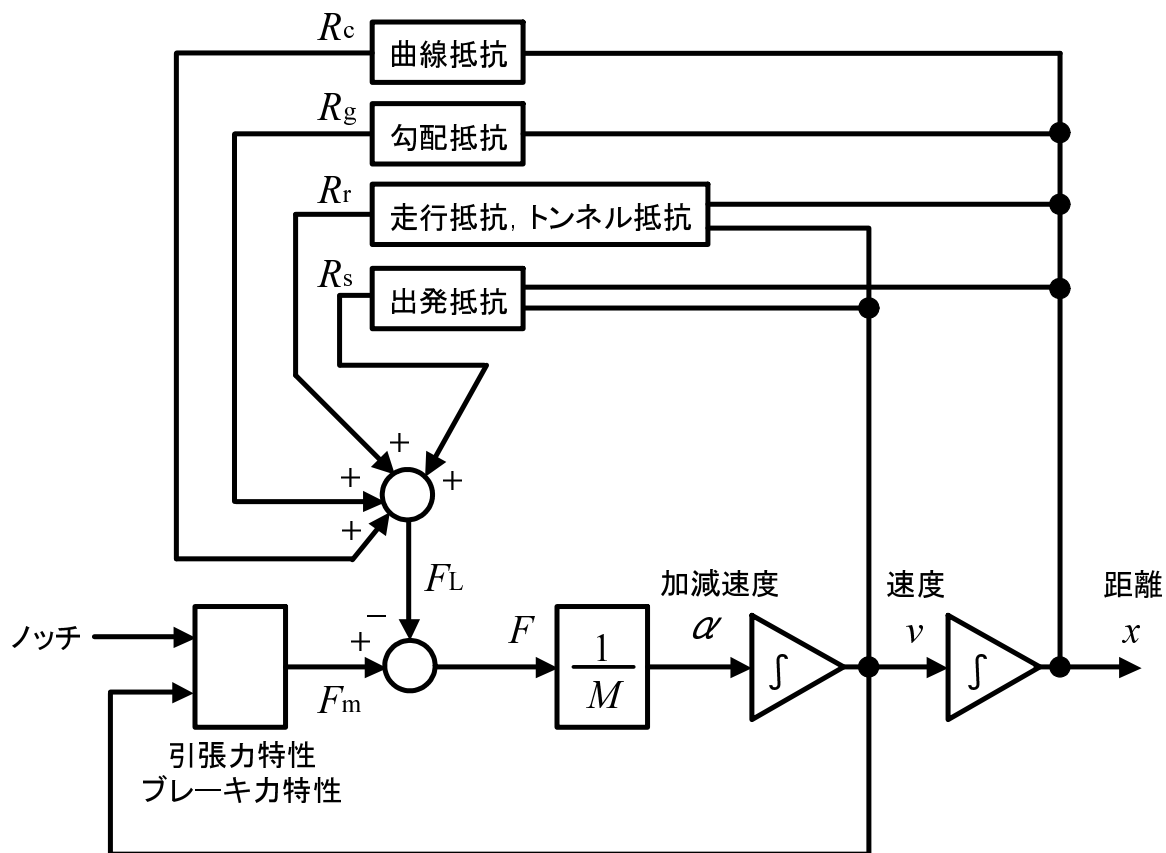 Rc
曲線抵抗
Rg
勾配抵抗
Rr
走行抵抗，トンネル抵抗
Rs
出発抵抗
+
+
+
+
FL
加減速度
速度
距離
ノッチ
−
+
F
1
M
α
∫
v
∫
x
Fm
引張力特性
ブレーキ力特性